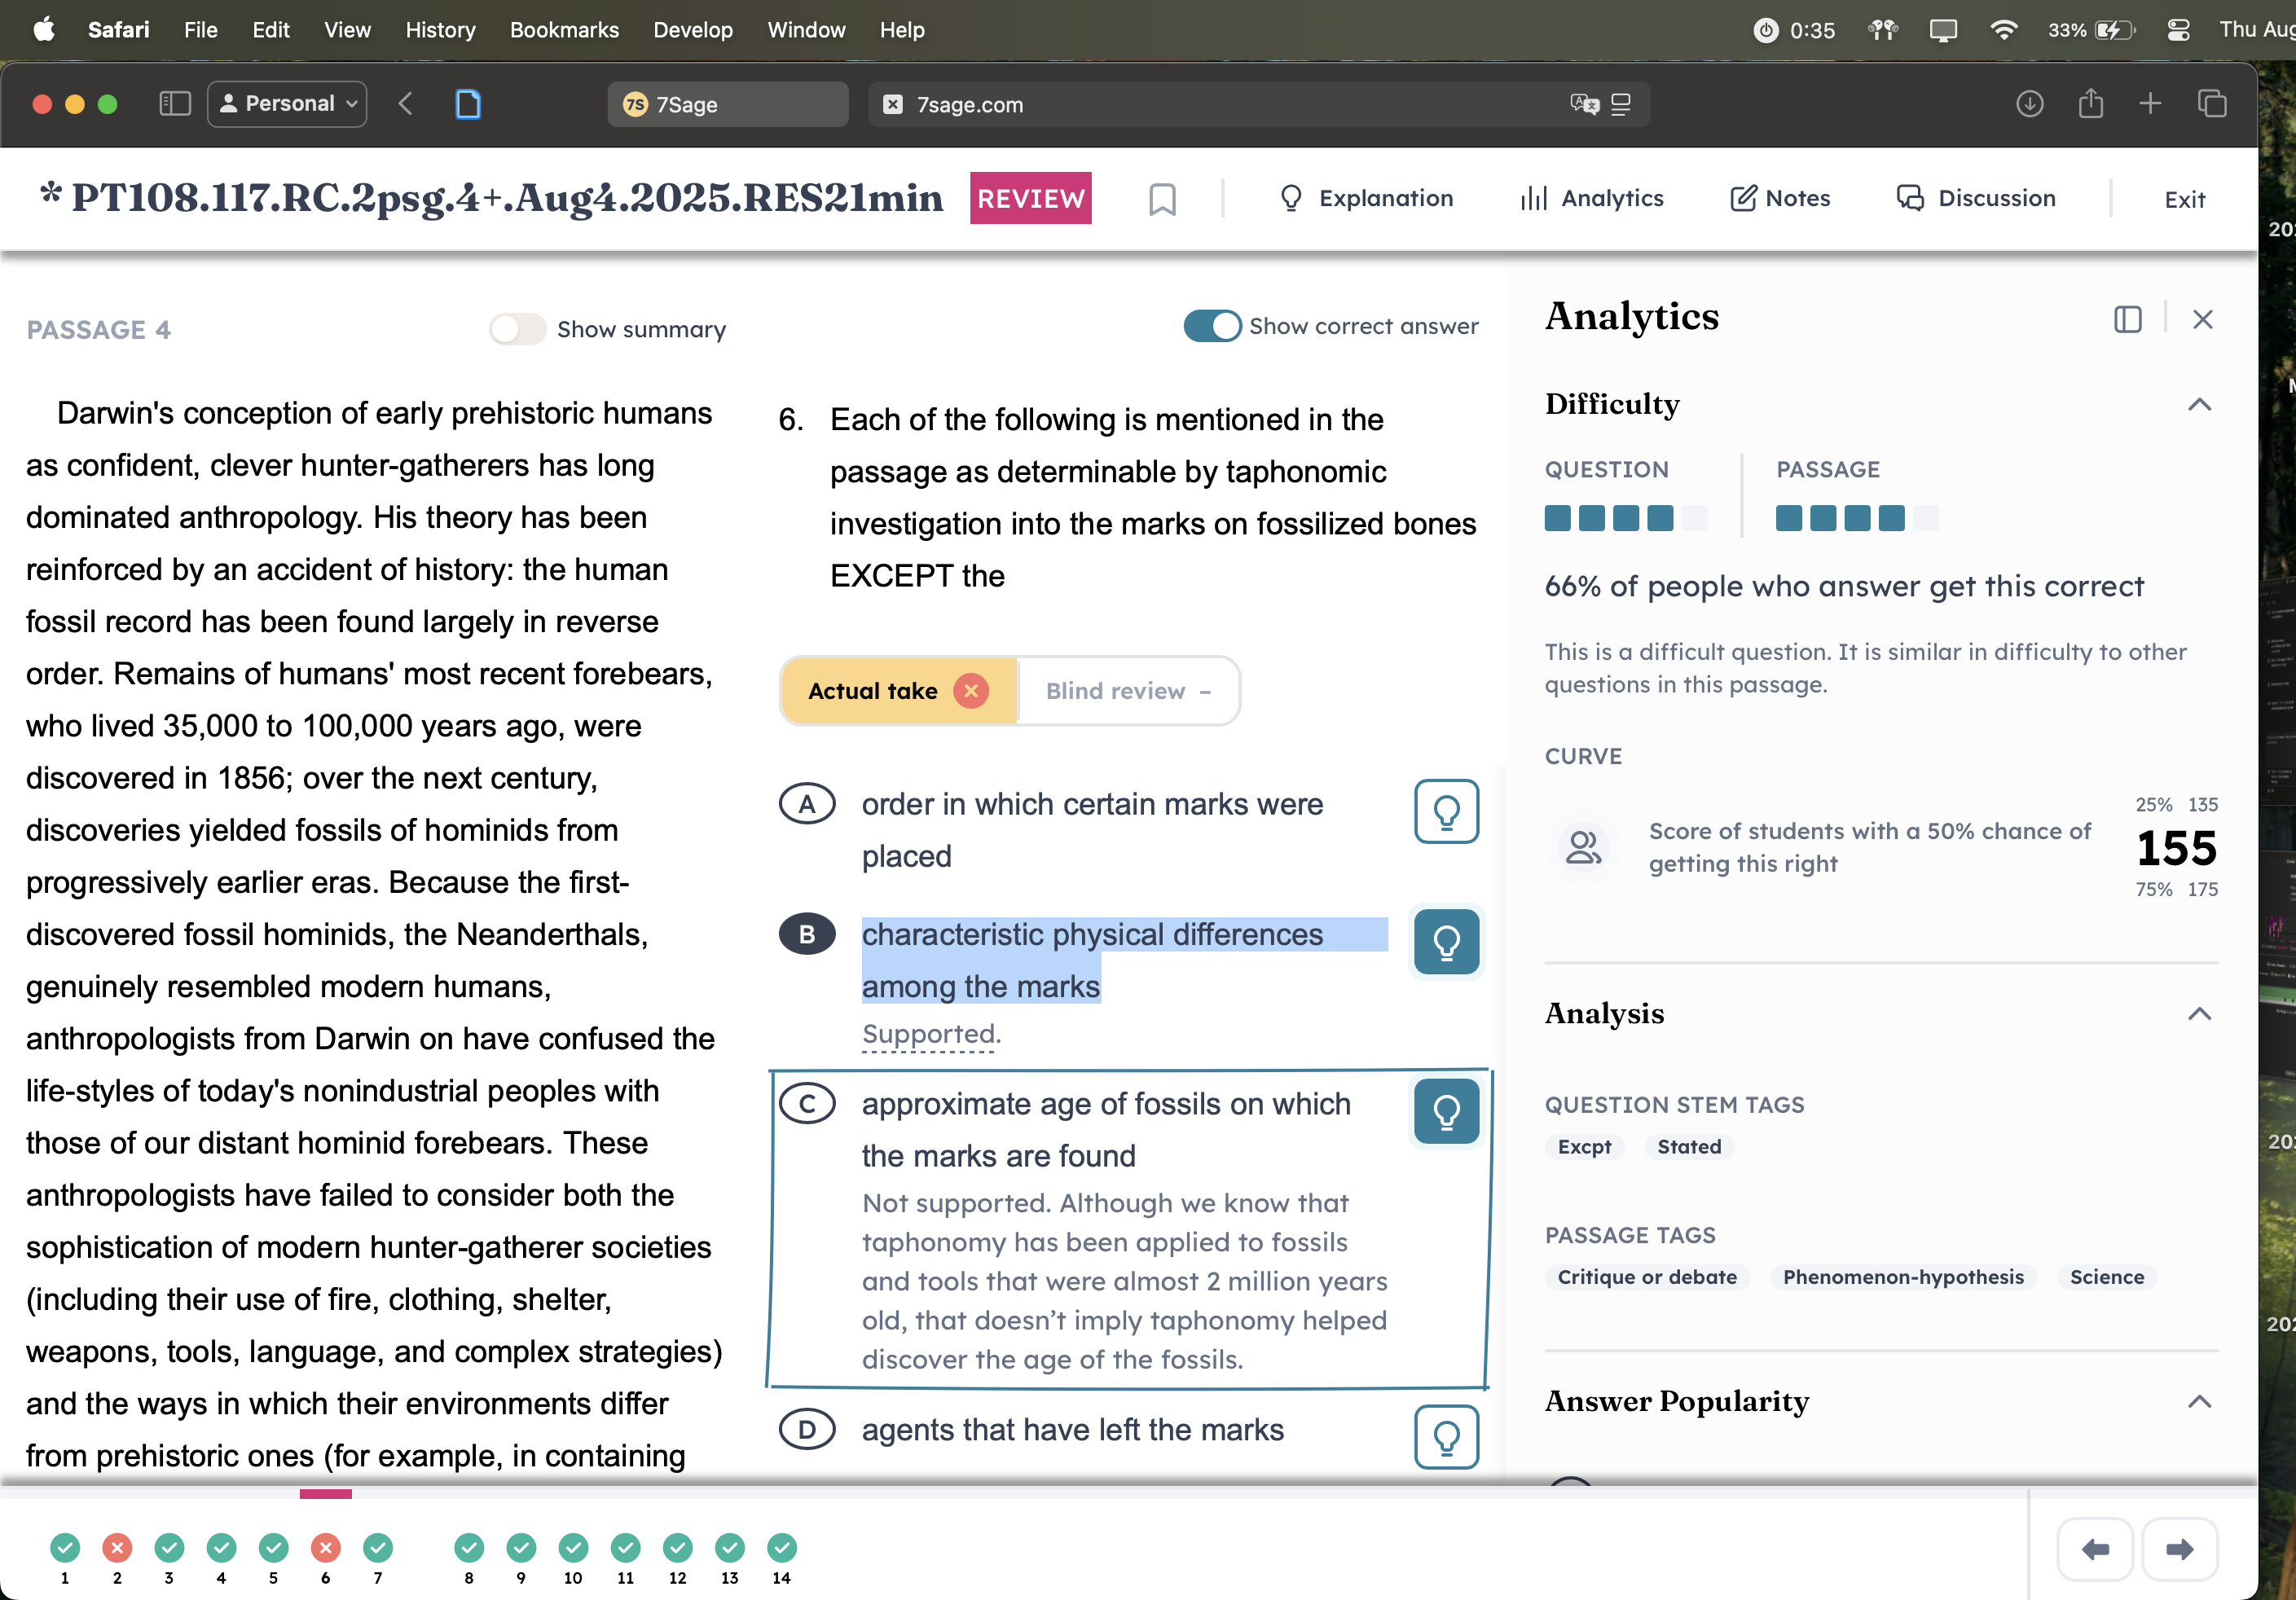 Safari File Edit View History Bookmarks Develop Window Help 0:35 33% Thu Aug
Personal 7S 7Sage 7sage.com
* PT108.117.RC.2psg.4+.Aug4.2025.RES21min REVIEW Explanation Analytics Notes Discussion Exit
PASSAGE 4 Show summary
Darwin's conception of early prehistoric humans
as confident, clever hunter-gatherers has long
dominated anthropology. His theory has been
reinforced by an accident of history: the human
fossil record has been found largely in reverse
order. Remains of humans' most recent forebears,
who lived 35,000 to 100,000 years ago, were
discovered in 1856; over the next century,
discoveries yielded fossils of hominids from
progressively earlier eras. Because the first-
discovered fossil hominids, the Neanderthals,
genuinely resembled modern humans,
anthropologists from Darwin on have confused the
life-styles of today's nonindustrial peoples with
those of our distant hominid forebears. These
anthropologists have failed to consider both the
sophistication of modern hunter-gatherer societies
(including their use of fire, clothing, shelter,
weapons, tools, language, and complex strategies)
and the ways in which their environments differ
from prehistoric ones (for example, in containing
Show correct answer
6. Each of the following is mentioned in the
passage as determinable by taphonomic
investigation into the marks on fossilized bones
EXCEPT the
Actual take Blind review –
A order in which certain marks were
placed
B characteristic physical differences
among the marks
Supported.
C approximate age of fossils on which
the marks are found
Not supported. Although we know that
taphonomy has been applied to fossils
and tools that were almost 2 million years
old, that doesn’t imply taphonomy helped
discover the age of the fossils.
D agents that have left the marks
Analytics
Difficulty
QUESTION PASSAGE
66% of people who answer get this correct
This is a difficult question. It is similar in difficulty to other
questions in this passage.
CURVE
Score of students with a 50% chance of
getting this right
25% 135
155
75% 175
Analysis
QUESTION STEM TAGS
Excpt Stated
PASSAGE TAGS
Critique or debate Phenomenon-hypothesis Science
Answer Popularity
1 2 3 4 5 6 7 8 9 10 11 12 13 14